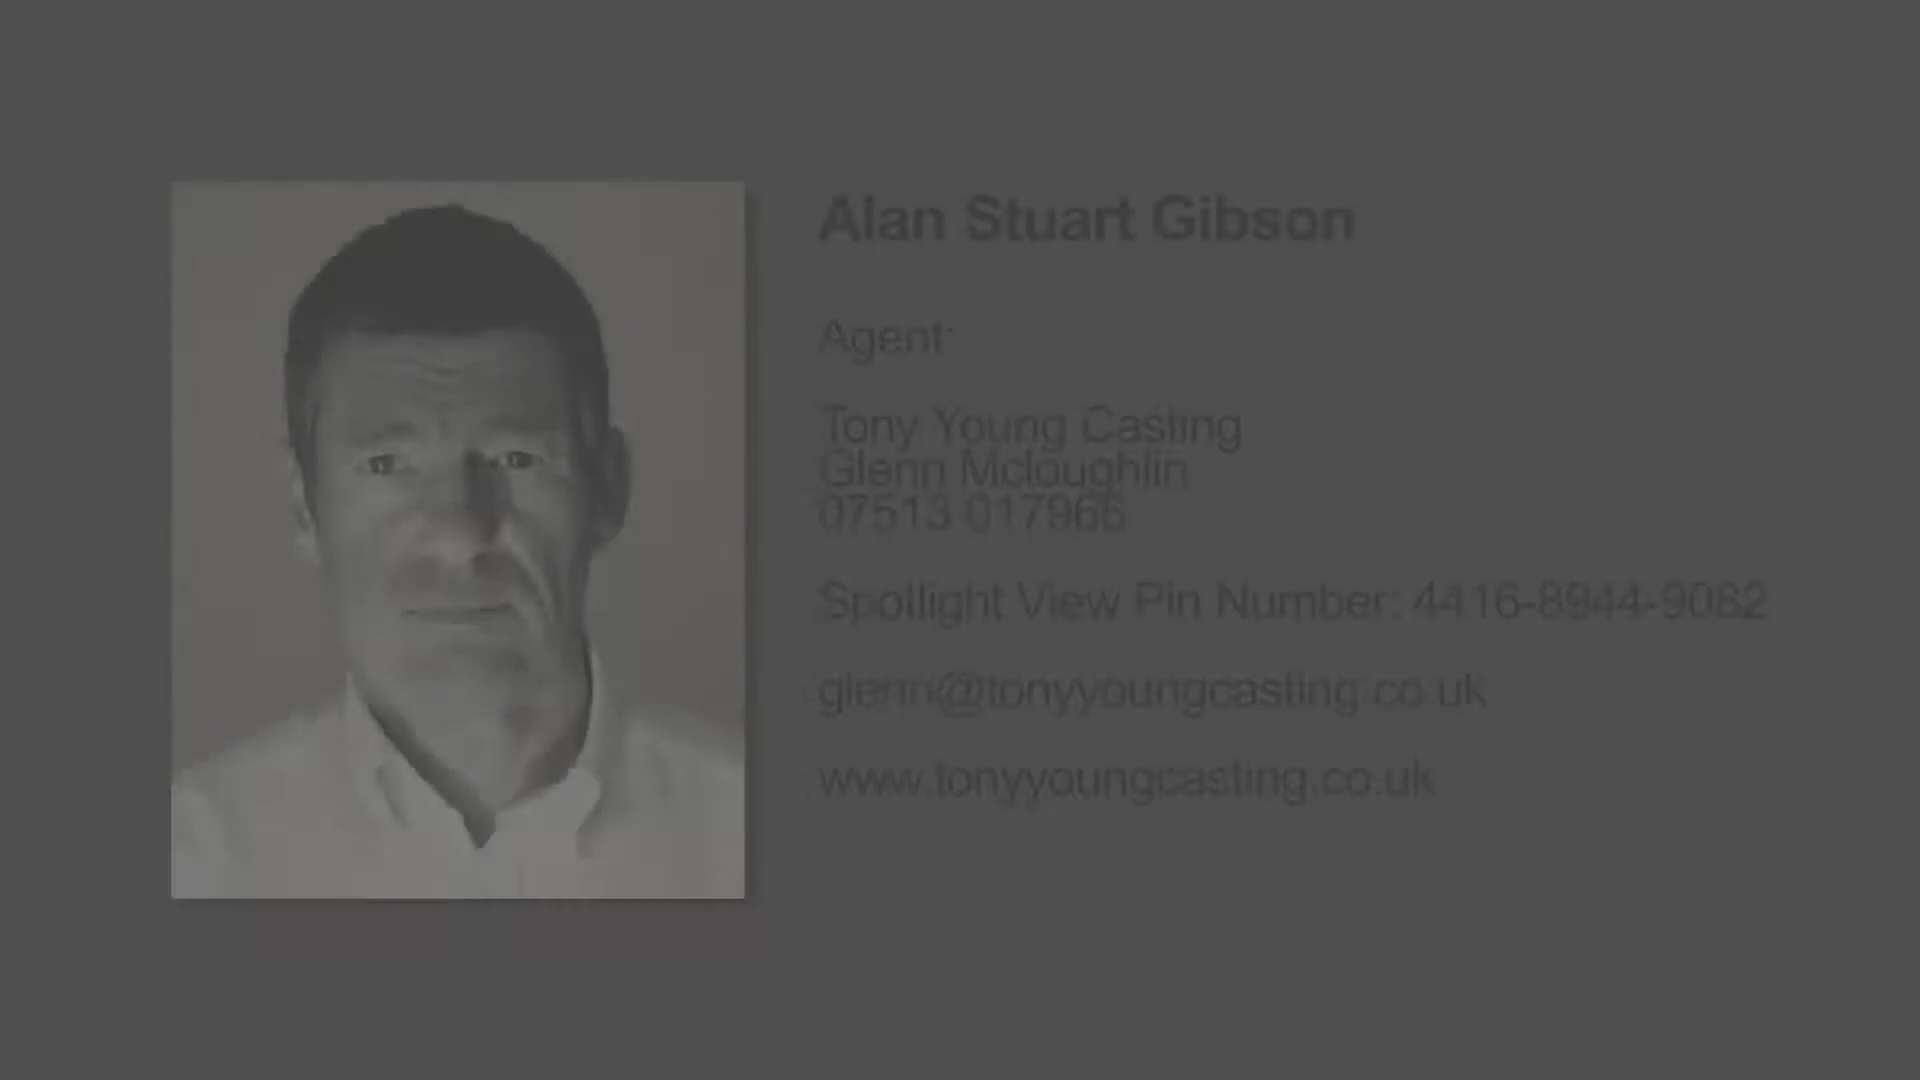 Alan Stuart Gibson
Agent:
Tony Young Casting
Glenn Mcloughlin
07513 017966
Spotlight View Pin Number: 4416-8944-9082
glenn@tonyyoungcasting.co.uk
www.tonyyoungcasting.co.uk